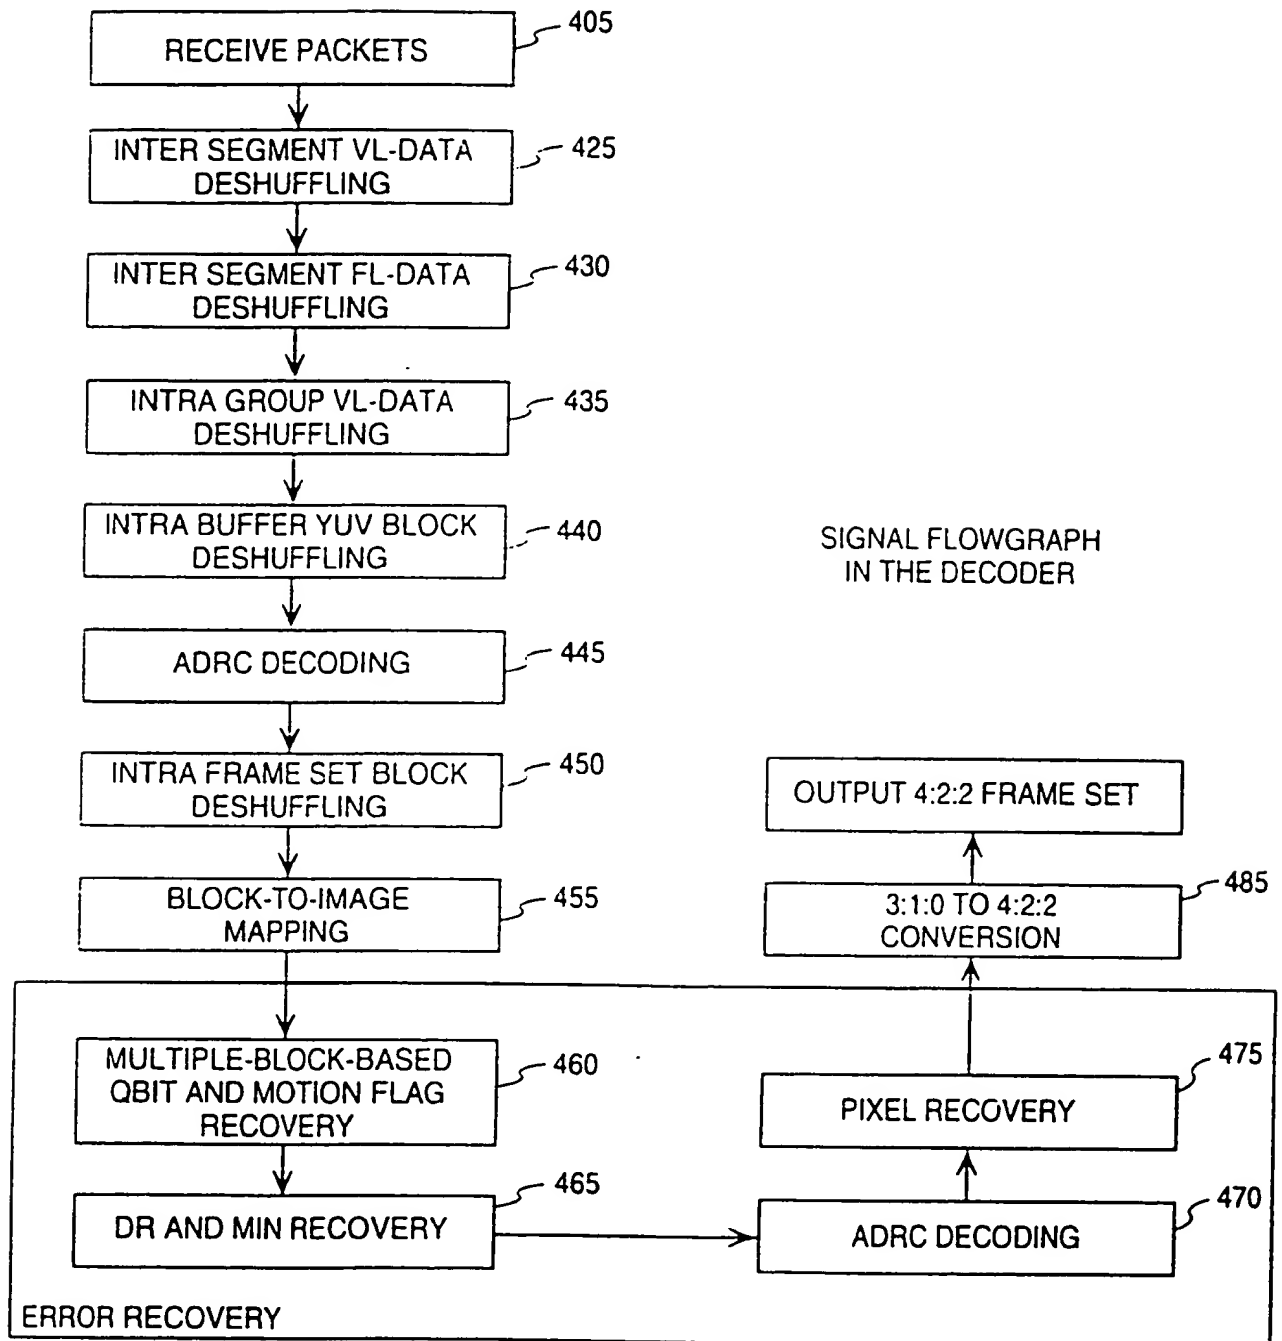 RECEIVE PACKETS
405
INTER SEGMENT VL-DATA
DESHUFFLING
425
INTER SEGMENT FL-DATA
DESHUFFLING
430
INTRA GROUP VL-DATA
DESHUFFLING
435
INTRA BUFFER YUV BLOCK
DESHUFFLING
440
SIGNAL FLOWGRAPH
IN THE DECODER
ADRC DECODING
445
INTRA FRAME SET BLOCK
DESHUFFLING
450
BLOCK-TO-IMAGE
MAPPING
455
MULTIPLE-BLOCK-BASED
QBIT AND MOTION FLAG
RECOVERY
460
DR AND MIN RECOVERY
465
ADRC DECODING
470
PIXEL RECOVERY
475
3:1:0 TO 4:2:2
CONVERSION
485
OUTPUT 4:2:2 FRAME SET
ERROR RECOVERY